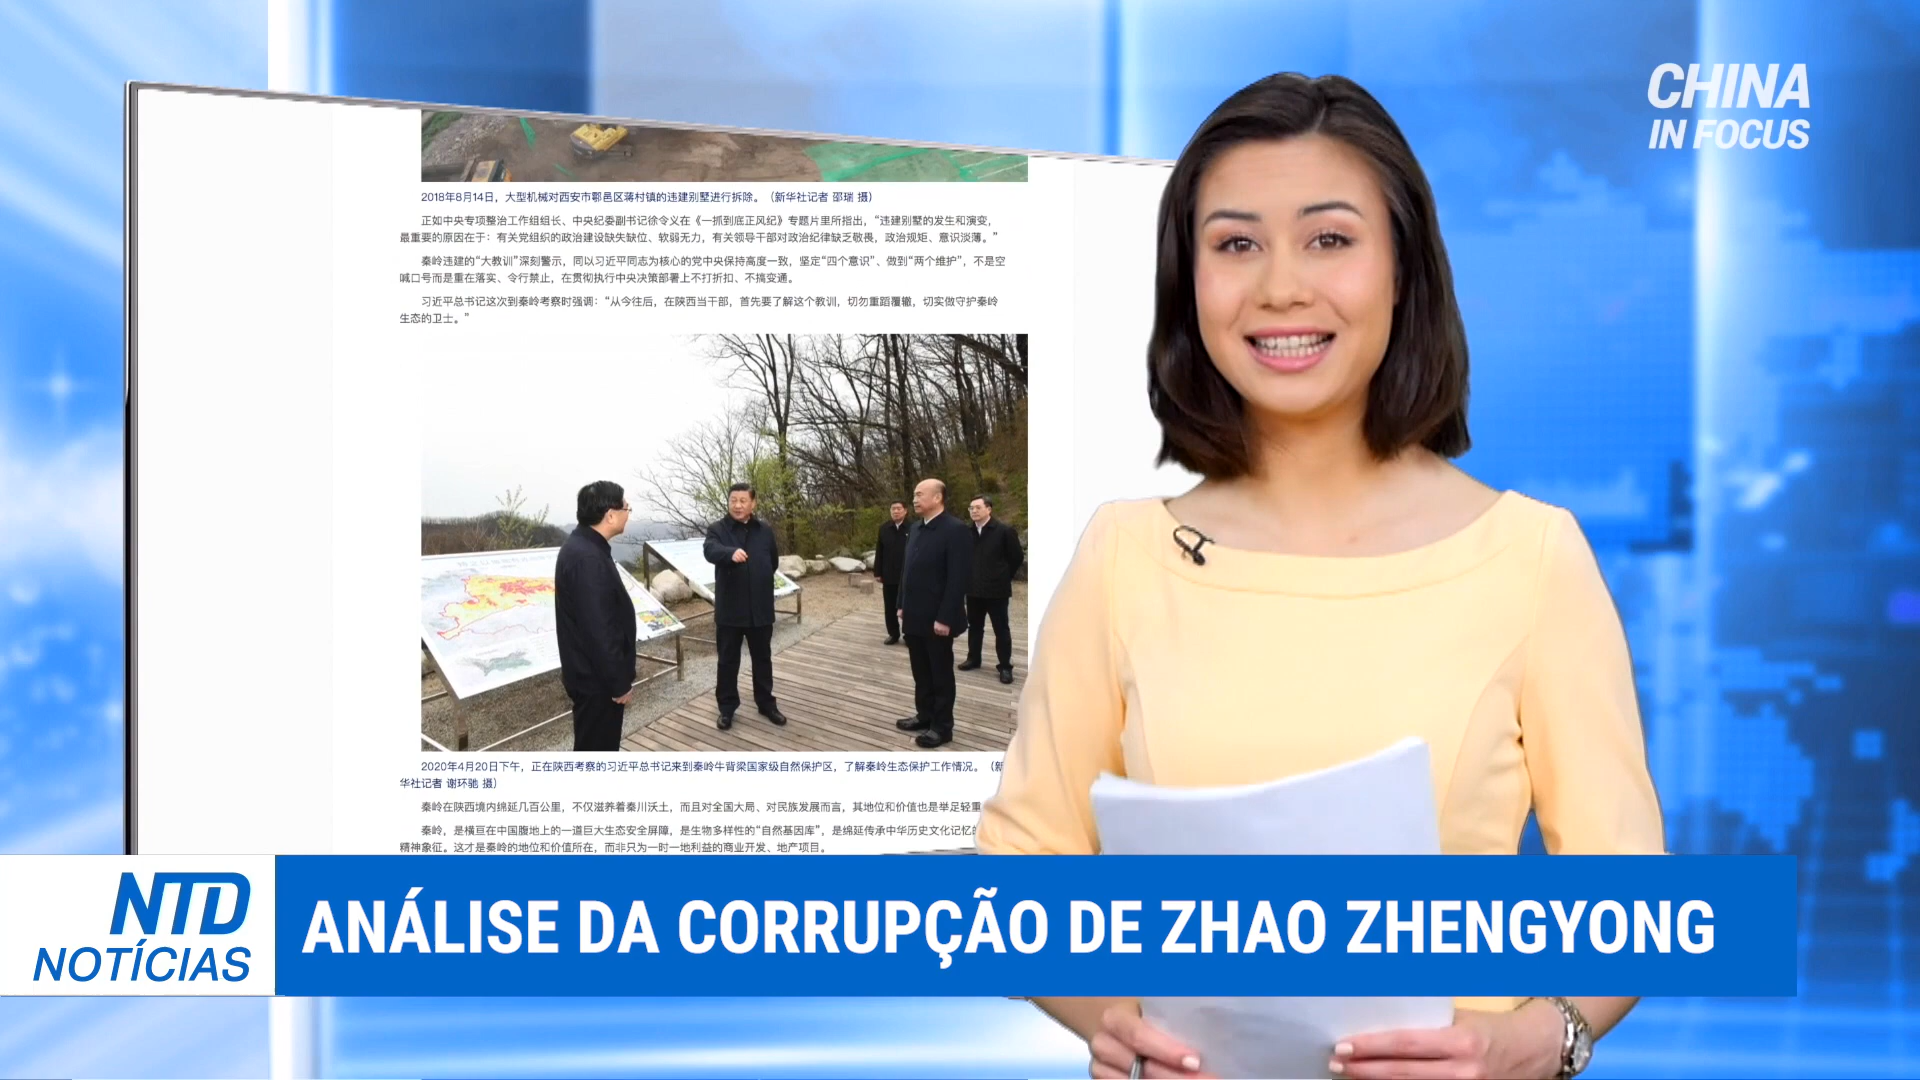 CHINA
IN FOCUS
2018年8月14日，大型机械对西安市鄠邑区蒋村镇的违建别墅进行拆除。（新华社记者 邵瑞 摄）
正如中央专项整治工作组组长、中央纪委副书记徐令义在《一抓到底正风纪》专题片里所指出，“违建别墅的发生和演变，
最重要的原因在于：有关党组织的政治建设缺失缺位、软弱无力，有关领导干部对政治纪律缺乏敬畏，政治规矩、意识淡薄。”
秦岭违建的“大教训”深刻警示，同以习近平同志为核心的党中央保持高度一致，坚定“四个意识”、做到“两个维护”，不是空
喊口号而是重在落实、令行禁止，在贯彻执行中央决策部署上不打折扣、不搞变通。
习近平总书记这次到秦岭考察时强调：“从今往后，在陕西当干部，首先要了解这个教训，切勿重蹈覆辙，切实做守护秦岭
生态的卫士。”
2020年4月20日下午，正在陕西考察的习近平总书记来到秦岭牛背梁国家级自然保护区，了解秦岭生态保护工作情况。（新
华社记者 谢环驰 摄）
秦岭在陕西境内绵延几百公里，不仅滋养着秦川沃土，而且对全国大局、对民族发展而言，其地位和价值也是举足轻重
秦岭，是横亘在中国腹地上的一道巨大生态安全屏障，是生物多样性的“自然基因库”，是绵延传承中华历史文化记忆的
精神象征。这才是秦岭的地位和价值所在，而非只为一时一地利益的商业开发、地产项目。
NTD
NOTÍCIAS
ANÁLISE DA CORRUPÇÃO DE ZHAO ZHENGYONG